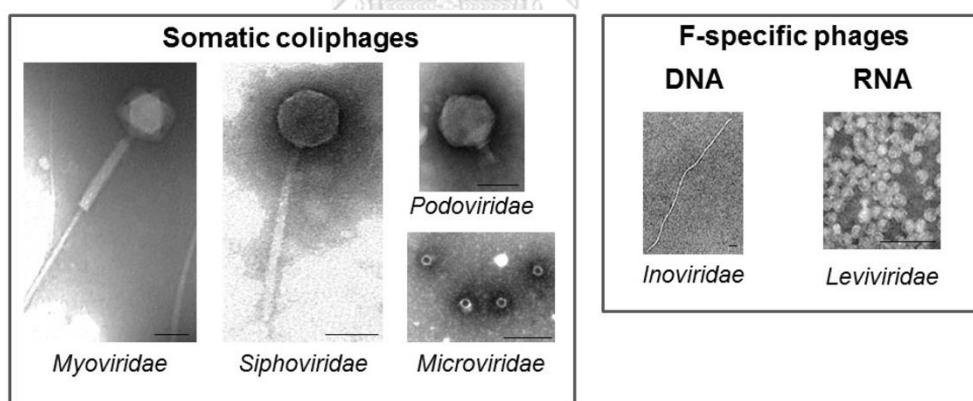 Somatic coliphages
Podoviridae
Myoviridae
Siphoviridae
Microviridae
F-specific phages
DNA
RNA
Inoviridae
Leviviridae